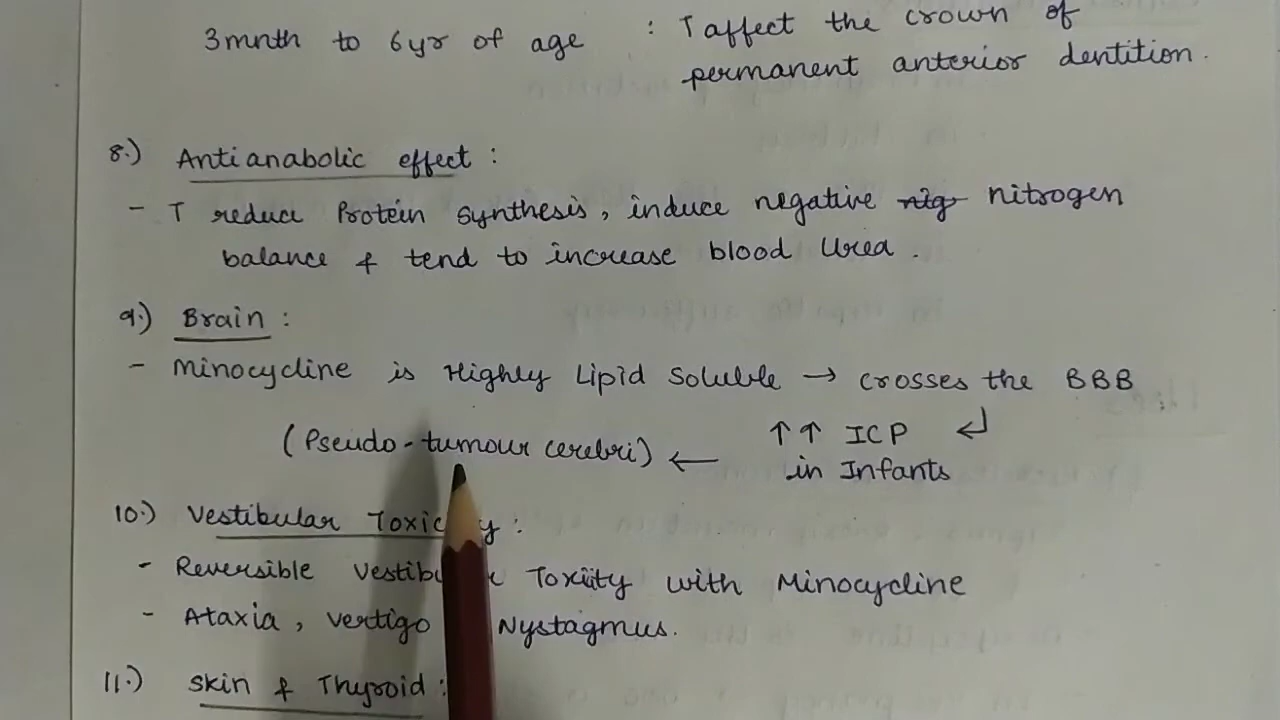 3mnth to 6yr of age : T affect the crown of
permanent anterior dentition.
8.) Antianabolic effect :
- T reduce Protein synthesis, induce negative nitrogen
balance & tend to increase blood Urea.
9.) Brain :
- Minocycline is Highly Lipid Soluble → crosses the BBB
↑↑ ICP ↲
in Infants
(Pseudo-tumour cerebri) ←
10.) Vestibular Toxicity :
- Reversible Vestib Toxicity with Minocycline
- Ataxia, vertigo Nystagmus.
11.) Skin & Thyroid :